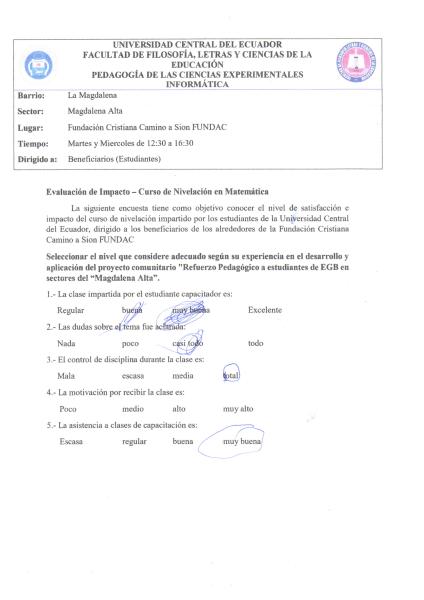 UNIVERSIDAD CENTRAL DEL ECUADOR
FACULTAD DE FILOSOFÍA, LETRAS Y CIENCIAS DE LA
EDUCACIÓN
PEDAGOGÍA DE LAS CIENCIAS EXPERIMENTALES
INFORMÁTICA
Barrio: La Magdalena
Sector: Magdalena Alta
Lugar: Fundación Cristiana Camino a Sion FUNDAC
Tiempo: Martes y Miercoles de 12:30 a 16:30
Dirigido a: Beneficiarios (Estudiantes)
Evaluación de Impacto – Curso de Nivelación en Matemática
La siguiente encuesta tiene como objetivo conocer el nivel de satisfacción e
impacto del curso de nivelación impartido por los estudiantes de la Universidad Central
del Ecuador, dirigido a los beneficiarios de los alrededores de la Fundación Cristiana
Camino a Sion FUNDAC
Seleccionar el nivel que considere adecuado según su experiencia en el desarrollo y
aplicación del proyecto comunitario "Refuerzo Pedagógico a estudiantes de EGB en
sectores del “Magdalena Alta”.
1.- La clase impartida por el estudiante capacitador es:
Regular buena muy buena Excelente
2.- Las dudas sobre el tema fue aclarada:
Nada poco casi todo todo
3.- El control de disciplina durante la clase es:
Mala escasa media total
4.- La motivación por recibir la clase es:
Poco medio alto muy alto
5.- La asistencia a clases de capacitación es:
Escasa regular buena muy buena